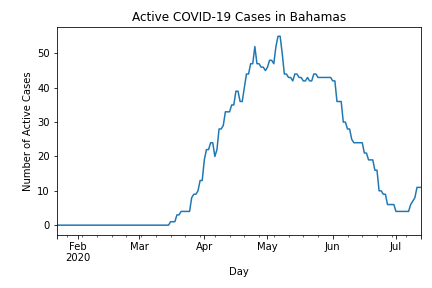 Active COVID-19 Cases in Bahamas
Number of Active Cases
50
40
30
20
10
0
Feb
2020
Mar
Apr
May
Jun
Jul
Day